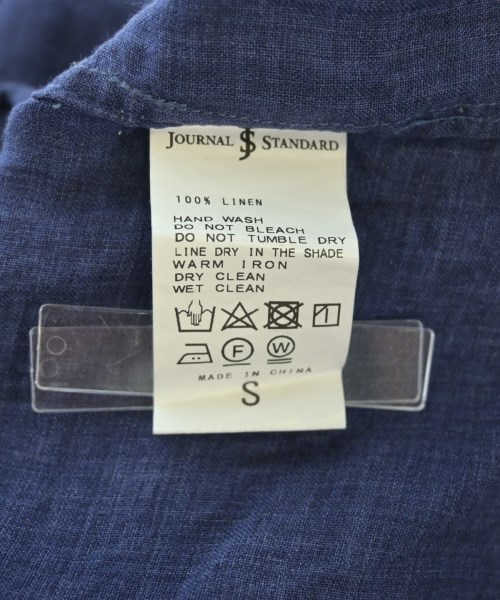 JOURNAL JS STANDARD
100% LINEN
HAND WASH
DO NOT BLEACH
DO NOT TUMBLE DRY
LINE DRY IN THE SHADE
WARM IRON
DRY CLEAN
WET CLEAN
F W
MADE IN CHINA
S